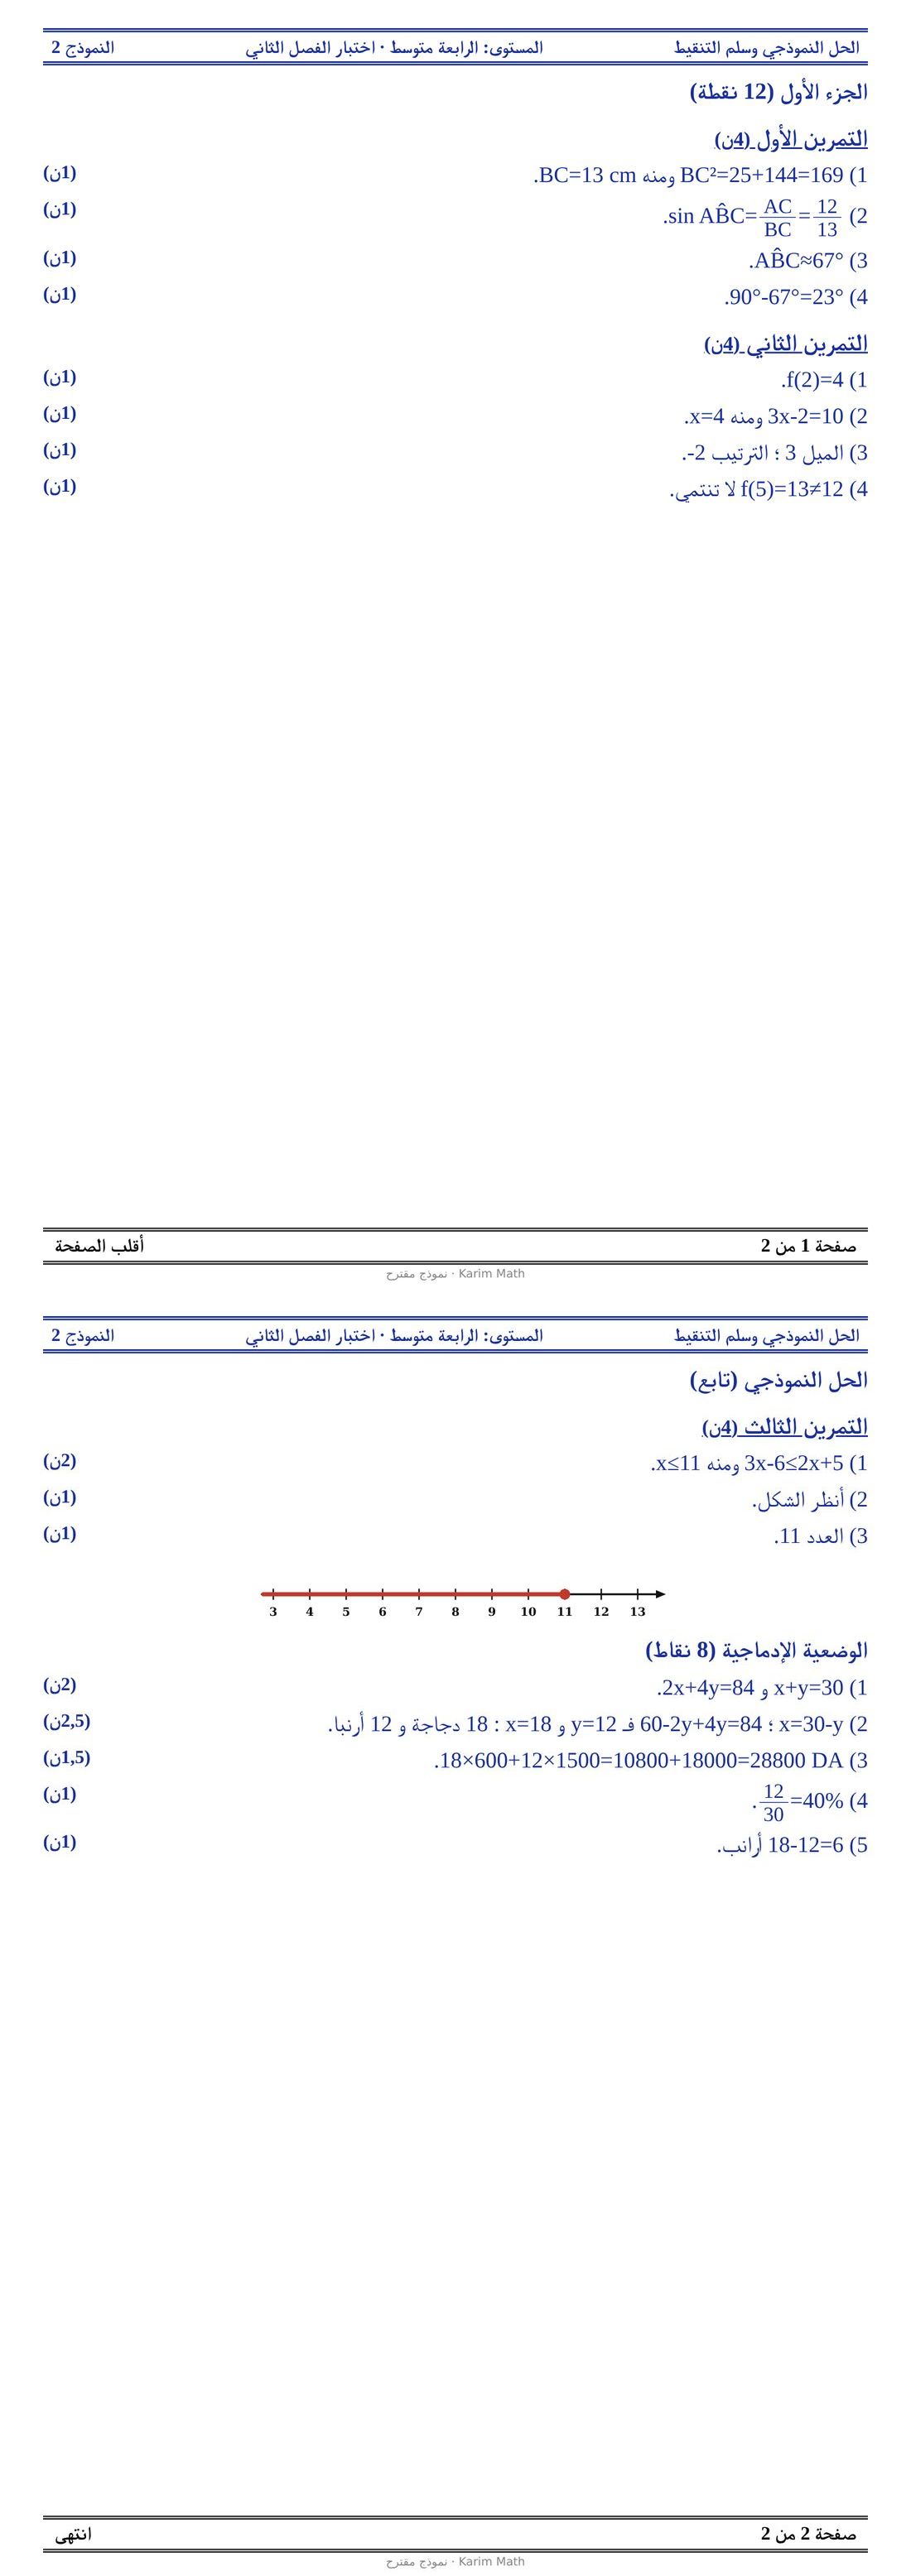 الحل النموذجي وسلم التنقيط المستوى: الرابعة متوسط · اختبار الفصل الثاني النموذج 2
الجزء الأول (12 نقطة)
التمرين الأول (4ن)
1) BC²=25+144=169 ومنه BC=13 cm. (1ن)
2) sin AB̂C=AC/BC=12/13. (1ن)
3) AB̂C≈67°. (1ن)
4) 90°-67°=23°. (1ن)
التمرين الثاني (4ن)
1) f(2)=4. (1ن)
2) 3x-2=10 ومنه x=4. (1ن)
3) الميل 3 ؛ الترتيب 2-. (1ن)
4) f(5)=13≠12 لا تنتمي. (1ن)
صفحة 1 من 2 أقلب الصفحة
Karim Math · نموذج مقترح
الحل النموذجي وسلم التنقيط المستوى: الرابعة متوسط · اختبار الفصل الثاني النموذج 2
الحل النموذجي (تابع)
التمرين الثالث (4ن)
1) 3x-6≤2x+5 ومنه x≤11. (2ن)
2) أنظر الشكل. (1ن)
3) العدد 11. (1ن)
3 4 5 6 7 8 9 10 11 12 13
الوضعية الإدماجية (8 نقاط)
1) x+y=30 و 2x+4y=84. (2ن)
2) x=30-y ؛ 60-2y+4y=84 فـ y=12 و x=18 : 18 دجاجة و 12 أرنبا. (2,5ن)
3) 18×600+12×1500=10800+18000=28800 DA. (1,5ن)
4) 12/30=40%. (1ن)
5) 18-12=6 أرانب. (1ن)
صفحة 2 من 2 انتهى
Karim Math · نموذج مقترح